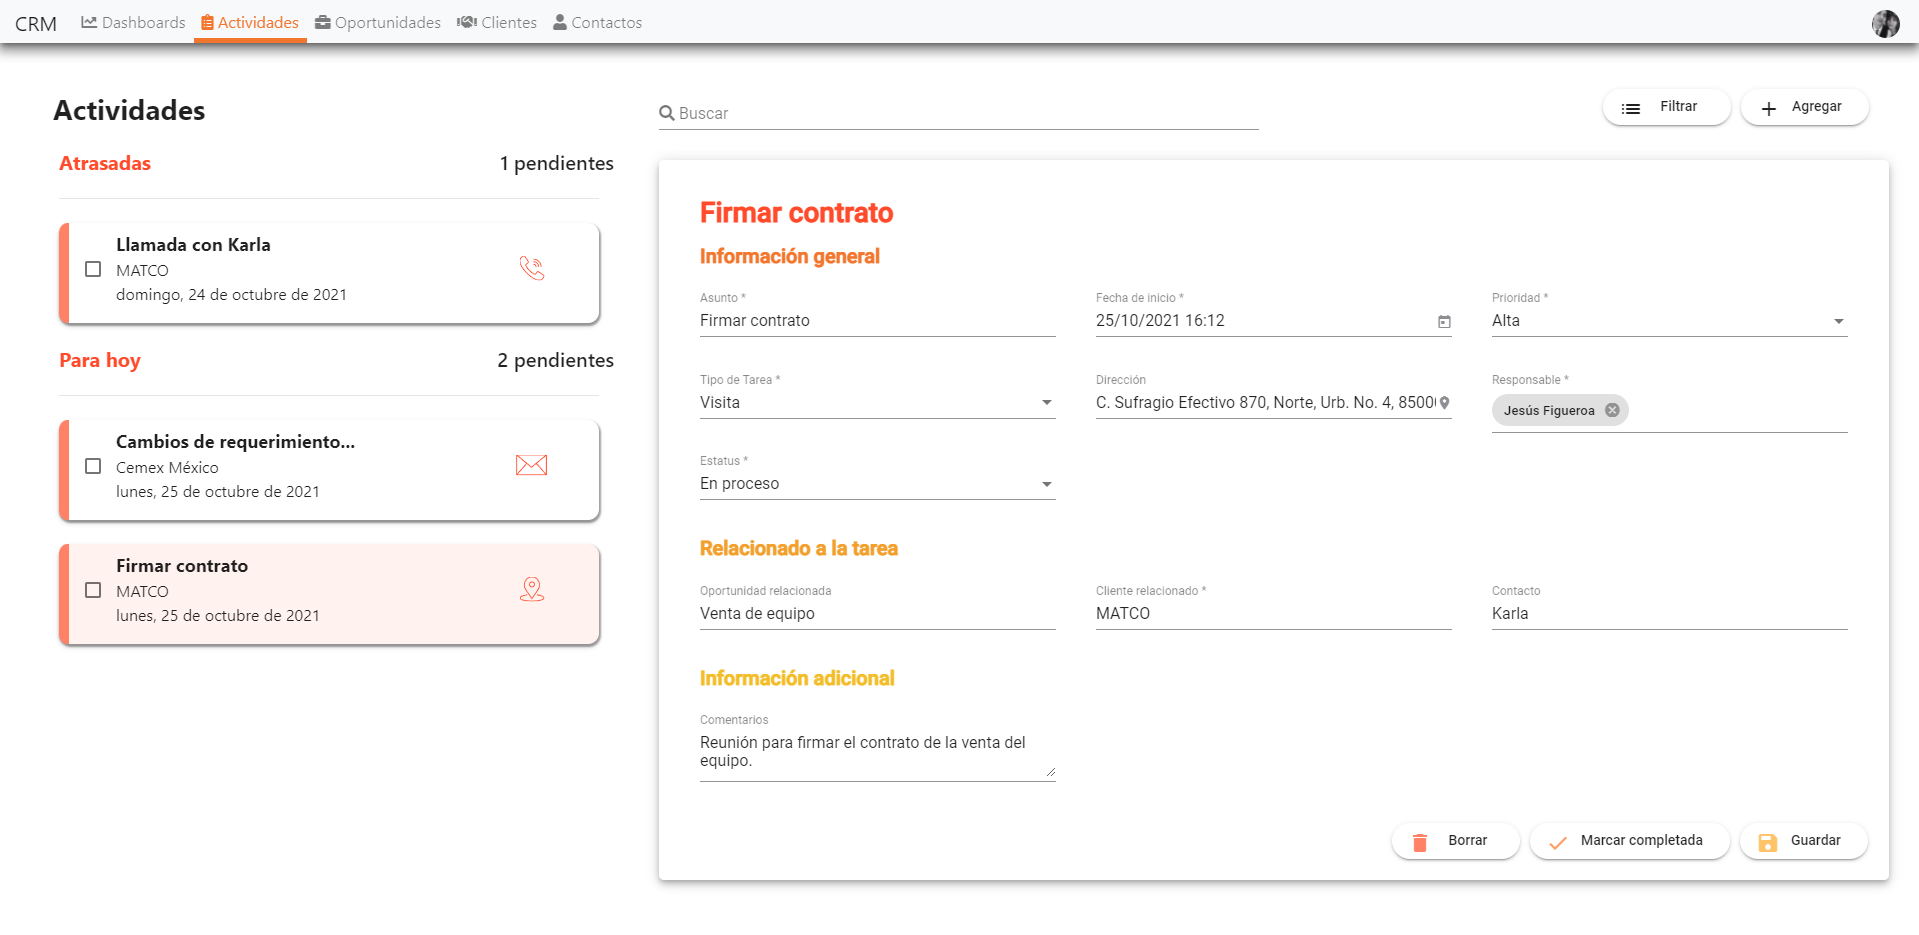 CRM Dashboards Actividades Oportunidades Clientes Contactos
Actividades
Atrasadas 1 pendientes
Llamada con Karla
MATCO
domingo, 24 de octubre de 2021
Para hoy 2 pendientes
Cambios de requerimiento...
Cemex México
lunes, 25 de octubre de 2021
Firmar contrato
MATCO
lunes, 25 de octubre de 2021
Buscar
Filtrar Agregar
Firmar contrato
Información general
Asunto * Fecha de inicio * Prioridad *
Firmar contrato 25/10/2021 16:12 Alta
Tipo de Tarea * Dirección Responsable *
Visita C. Sufragio Efectivo 870, Norte, Urb. No. 4, 8500 Jesús Figueroa
Estatus *
En proceso
Relacionado a la tarea
Oportunidad relacionada Cliente relacionado * Contacto
Venta de equipo MATCO Karla
Información adicional
Comentarios
Reunión para firmar el contrato de la venta del
equipo.
Borrar Marcar completada Guardar